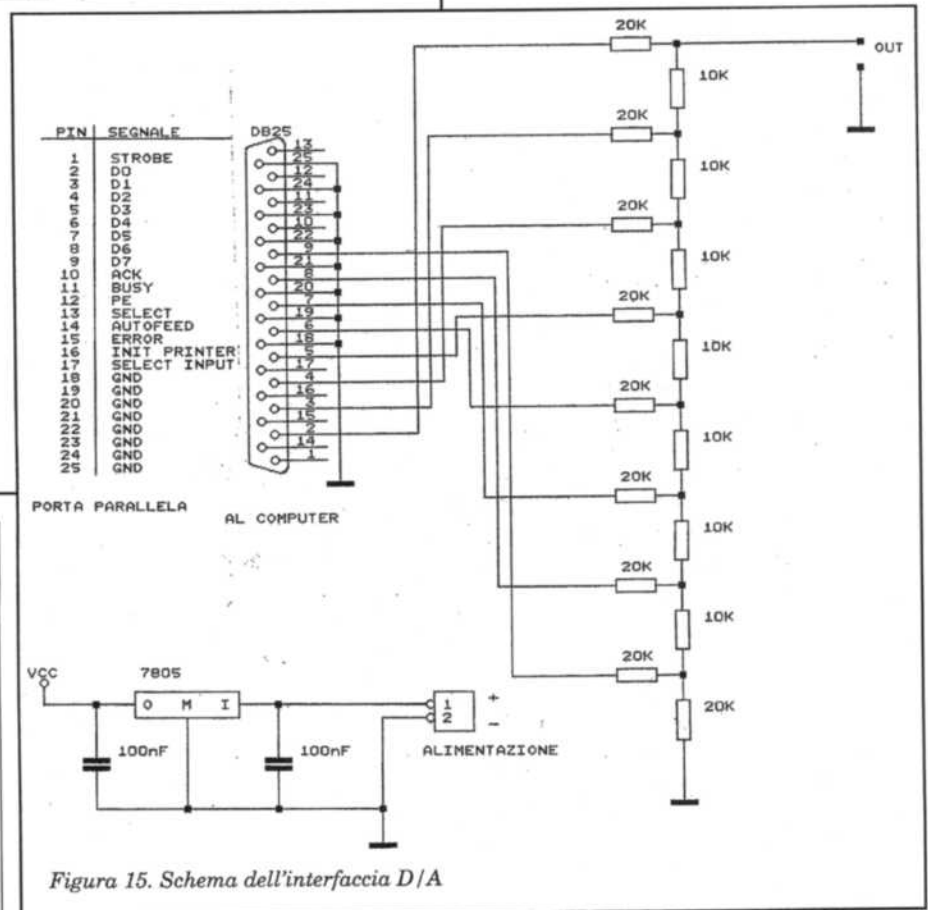 PIN SEGNALE
1 STROBE
2 D0
3 D1
4 D2
5 D3
6 D4
7 D5
8 D6
9 D7
10 ACK
11 BUSY
12 PE
13 SELECT
14 AUTOFEED
15 ERROR
16 INIT PRINTER
17 SELECT INPUT
18 GND
19 GND
20 GND
21 GND
22 GND
23 GND
24 GND
25 GND
PORTA PARALLELA
DB25
13
25
12
24
11
23
10
22
9
21
8
20
7
19
6
18
5
17
4
16
3
15
2
14
1
AL COMPUTER
20K
OUT
10K
20K
10K
20K
10K
20K
10K
20K
10K
20K
10K
20K
10K
20K
20K
VCC
7805
O M I
100nF
100nF
1 +
2 -
ALIMENTAZIONE
Figura 15. Schema dell'interfaccia D/A